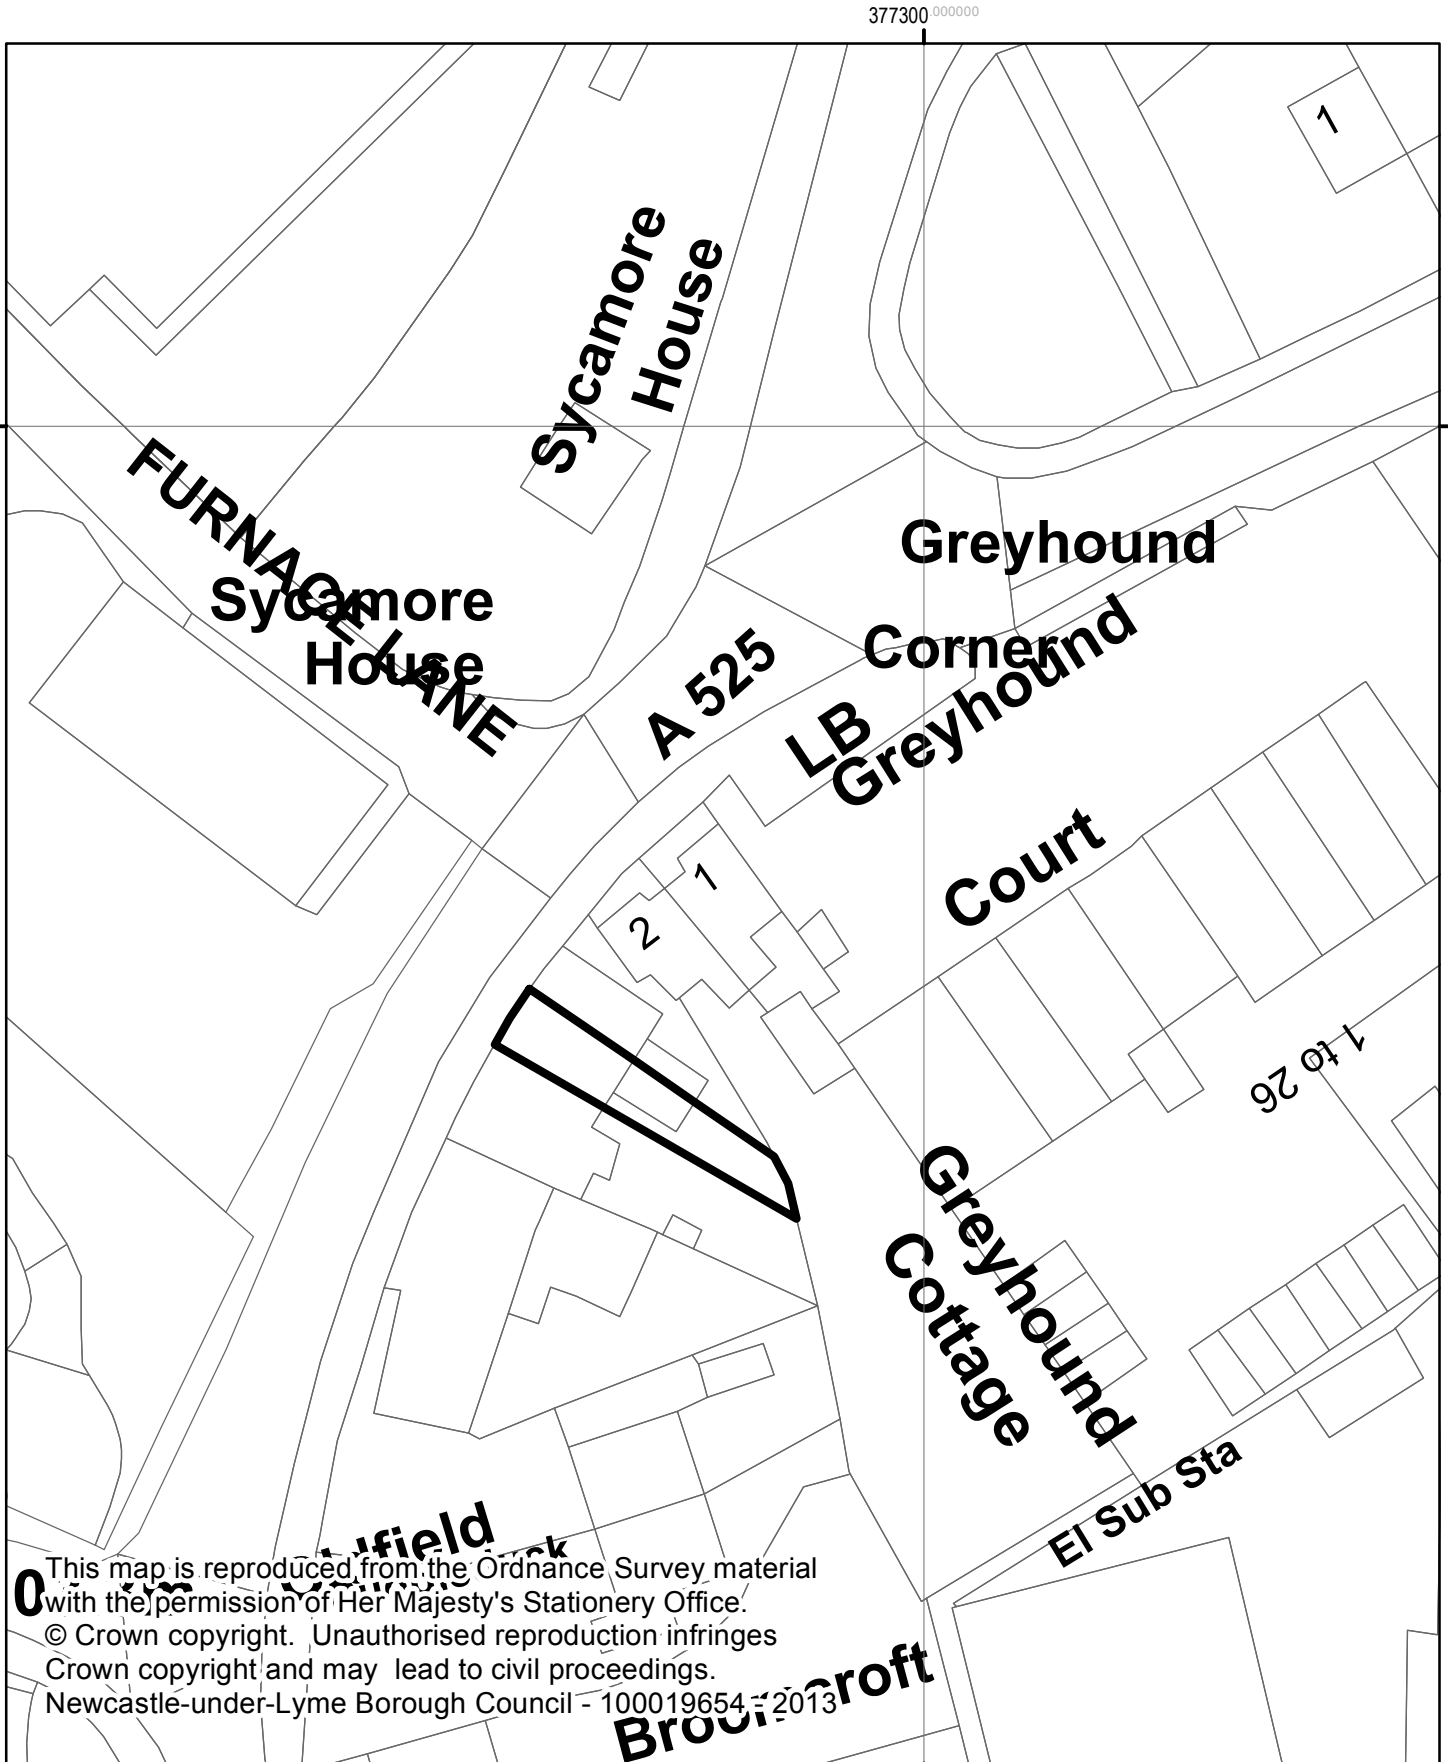 377300.000000
1
Sycamore
House
FURNACE LANE
Greyhound
Corner
Sycamore
House
A 525
LB
Greyhound
Court
1
2
1 to 26
Greyhound
Cottage
El Sub Sta
Oldfield
This map is reproduced from the Ordnance Survey material
with the permission of Her Majesty's Stationery Office.
© Crown copyright.  Unauthorised reproduction infringes
Crown copyright and may  lead to civil proceedings.
Newcastle-under-Lyme Borough Council - 100019654 - 2013